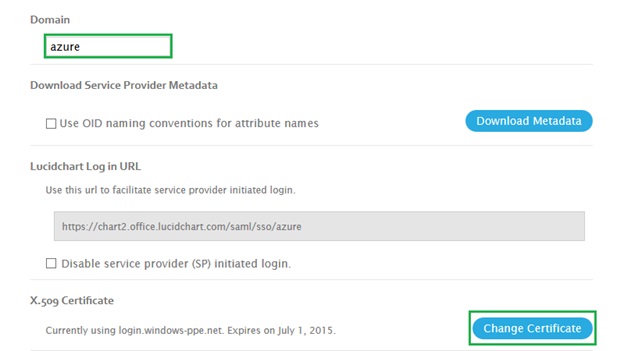 Domain
azure
Download Service Provider Metadata
Use OID naming conventions for attribute names
Download Metadata
Lucidchart Log in URL
Use this url to facilitate service provider initiated login.
https://chart2.office.lucidchart.com/saml/sso/azure
Disable service provider (SP) initiated login.
X.509 Certificate
Currently using login.windows-ppe.net. Expires on July 1, 2015.
Change Certificate